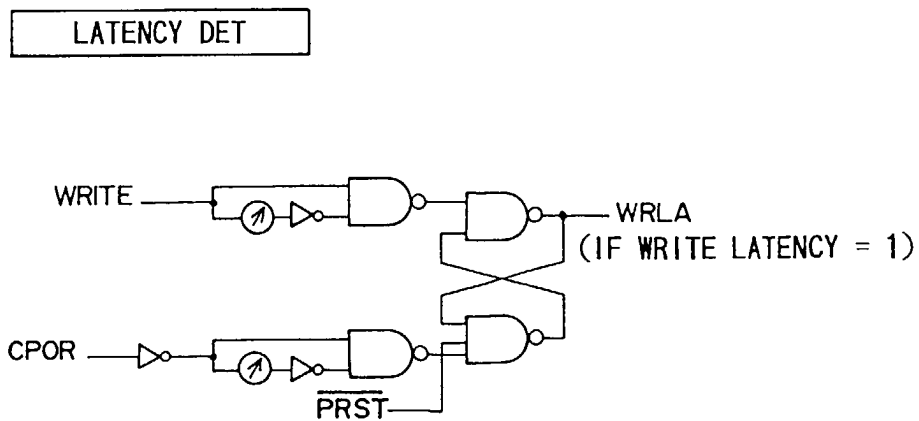 LATENCY DET
WRITE
WRLA
(IF WRITE LATENCY = 1)
CPOR
PRST